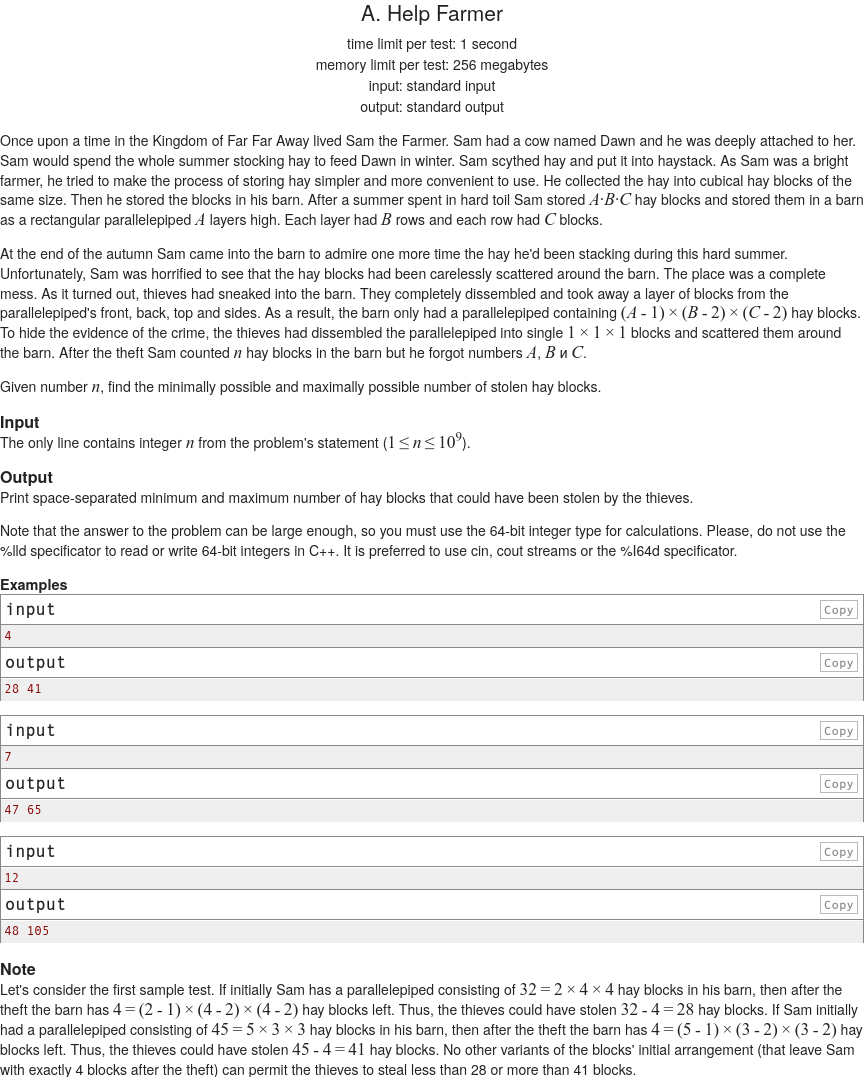 A. Help Farmer
time limit per test: 1 second
memory limit per test: 256 megabytes
input: standard input
output: standard output
Once upon a time in the Kingdom of Far Far Away lived Sam the Farmer. Sam had a cow named Dawn and he was deeply attached to her.
Sam would spend the whole summer stocking hay to feed Dawn in winter. Sam scythed hay and put it into haystack. As Sam was a bright
farmer, he tried to make the process of storing hay simpler and more convenient to use. He collected the hay into cubical hay blocks of the
same size. Then he stored the blocks in his barn. After a summer spent in hard toil Sam stored A·B·C hay blocks and stored them in a barn
as a rectangular parallelepiped A layers high. Each layer had B rows and each row had C blocks.
At the end of the autumn Sam came into the barn to admire one more time the hay he'd been stacking during this hard summer.
Unfortunately, Sam was horrified to see that the hay blocks had been carelessly scattered around the barn. The place was a complete
mess. As it turned out, thieves had sneaked into the barn. They completely dissembled and took away a layer of blocks from the
parallelepiped's front, back, top and sides. As a result, the barn only had a parallelepiped containing (A - 1) × (B - 2) × (C - 2) hay blocks.
To hide the evidence of the crime, the thieves had dissembled the parallelepiped into single 1 × 1 × 1 blocks and scattered them around
the barn. After the theft Sam counted n hay blocks in the barn but he forgot numbers A, B и C.
Given number n, find the minimally possible and maximally possible number of stolen hay blocks.
Input
The only line contains integer n from the problem's statement (1 ≤ n ≤ 10⁹).
Output
Print space-separated minimum and maximum number of hay blocks that could have been stolen by the thieves.
Note that the answer to the problem can be large enough, so you must use the 64-bit integer type for calculations. Please, do not use the
%lld specificator to read or write 64-bit integers in C++. It is preferred to use cin, cout streams or the %I64d specificator.
Examples
input Copy
4
output Copy
28 41
input Copy
7
output Copy
47 65
input Copy
12
output Copy
48 105
Note
Let's consider the first sample test. If initially Sam has a parallelepiped consisting of 32 = 2 × 4 × 4 hay blocks in his barn, then after the
theft the barn has 4 = (2 - 1) × (4 - 2) × (4 - 2) hay blocks left. Thus, the thieves could have stolen 32 - 4 = 28 hay blocks. If Sam initially
had a parallelepiped consisting of 45 = 5 × 3 × 3 hay blocks in his barn, then after the theft the barn has 4 = (5 - 1) × (3 - 2) × (3 - 2) hay
blocks left. Thus, the thieves could have stolen 45 - 4 = 41 hay blocks. No other variants of the blocks' initial arrangement (that leave Sam
with exactly 4 blocks after the theft) can permit the thieves to steal less than 28 or more than 41 blocks.